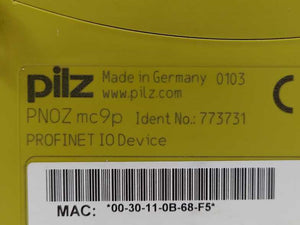 pilz Made in Germany 0103
www.pilz.com
PNOZ mc9p Ident No.: 773731
PROFINET IO Device
MAC: *00-30-11-0B-68-F5*